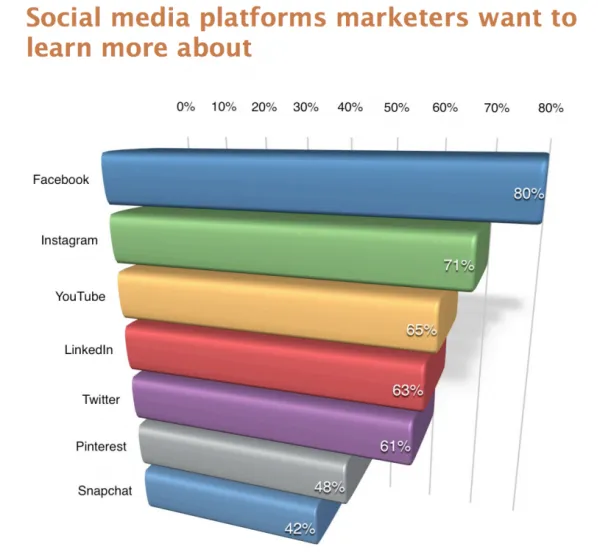 Social media platforms marketers want to
learn more about
0% 10% 20% 30% 40% 50% 60% 70% 80%
Facebook 80%
Instagram 71%
YouTube 65%
LinkedIn 63%
Twitter 61%
Pinterest 48%
Snapchat 42%